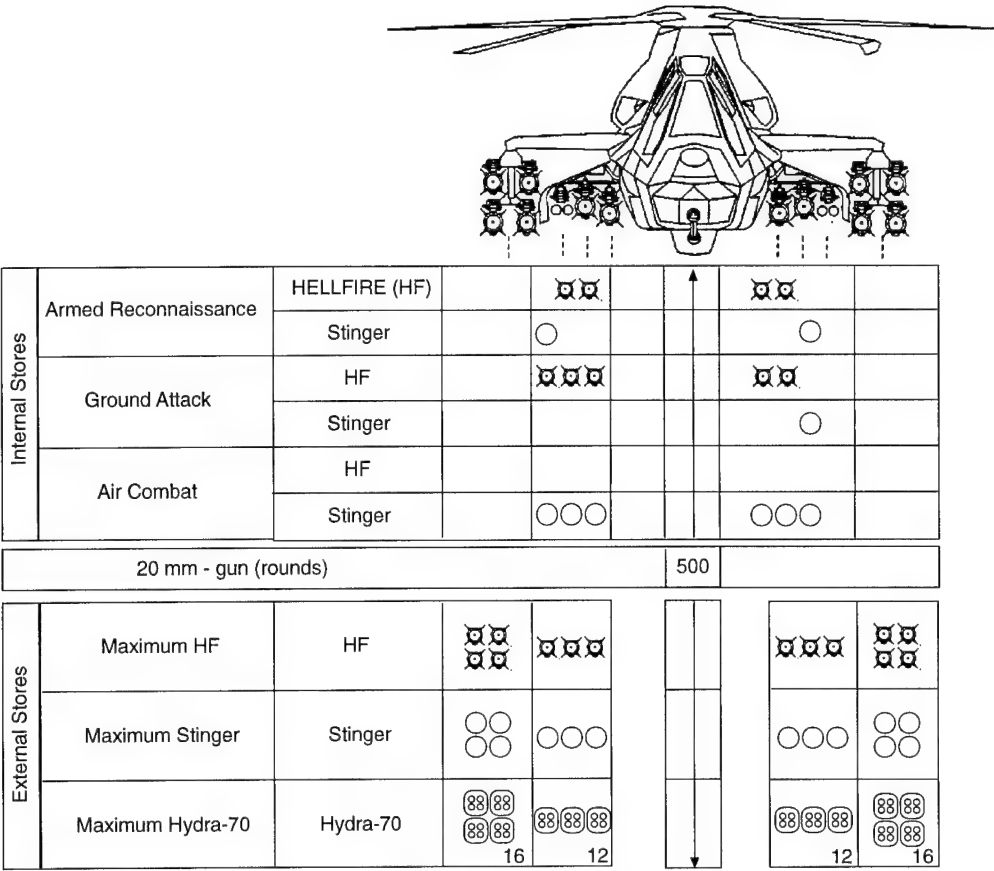 Internal Stores
Armed Reconnaissance
HELLFIRE (HF)
Stinger
Ground Attack
HF
Stinger
Air Combat
HF
Stinger
20 mm - gun (rounds)
500
External Stores
Maximum HF
HF
Maximum Stinger
Stinger
Maximum Hydra-70
Hydra-70
16
12
12
16